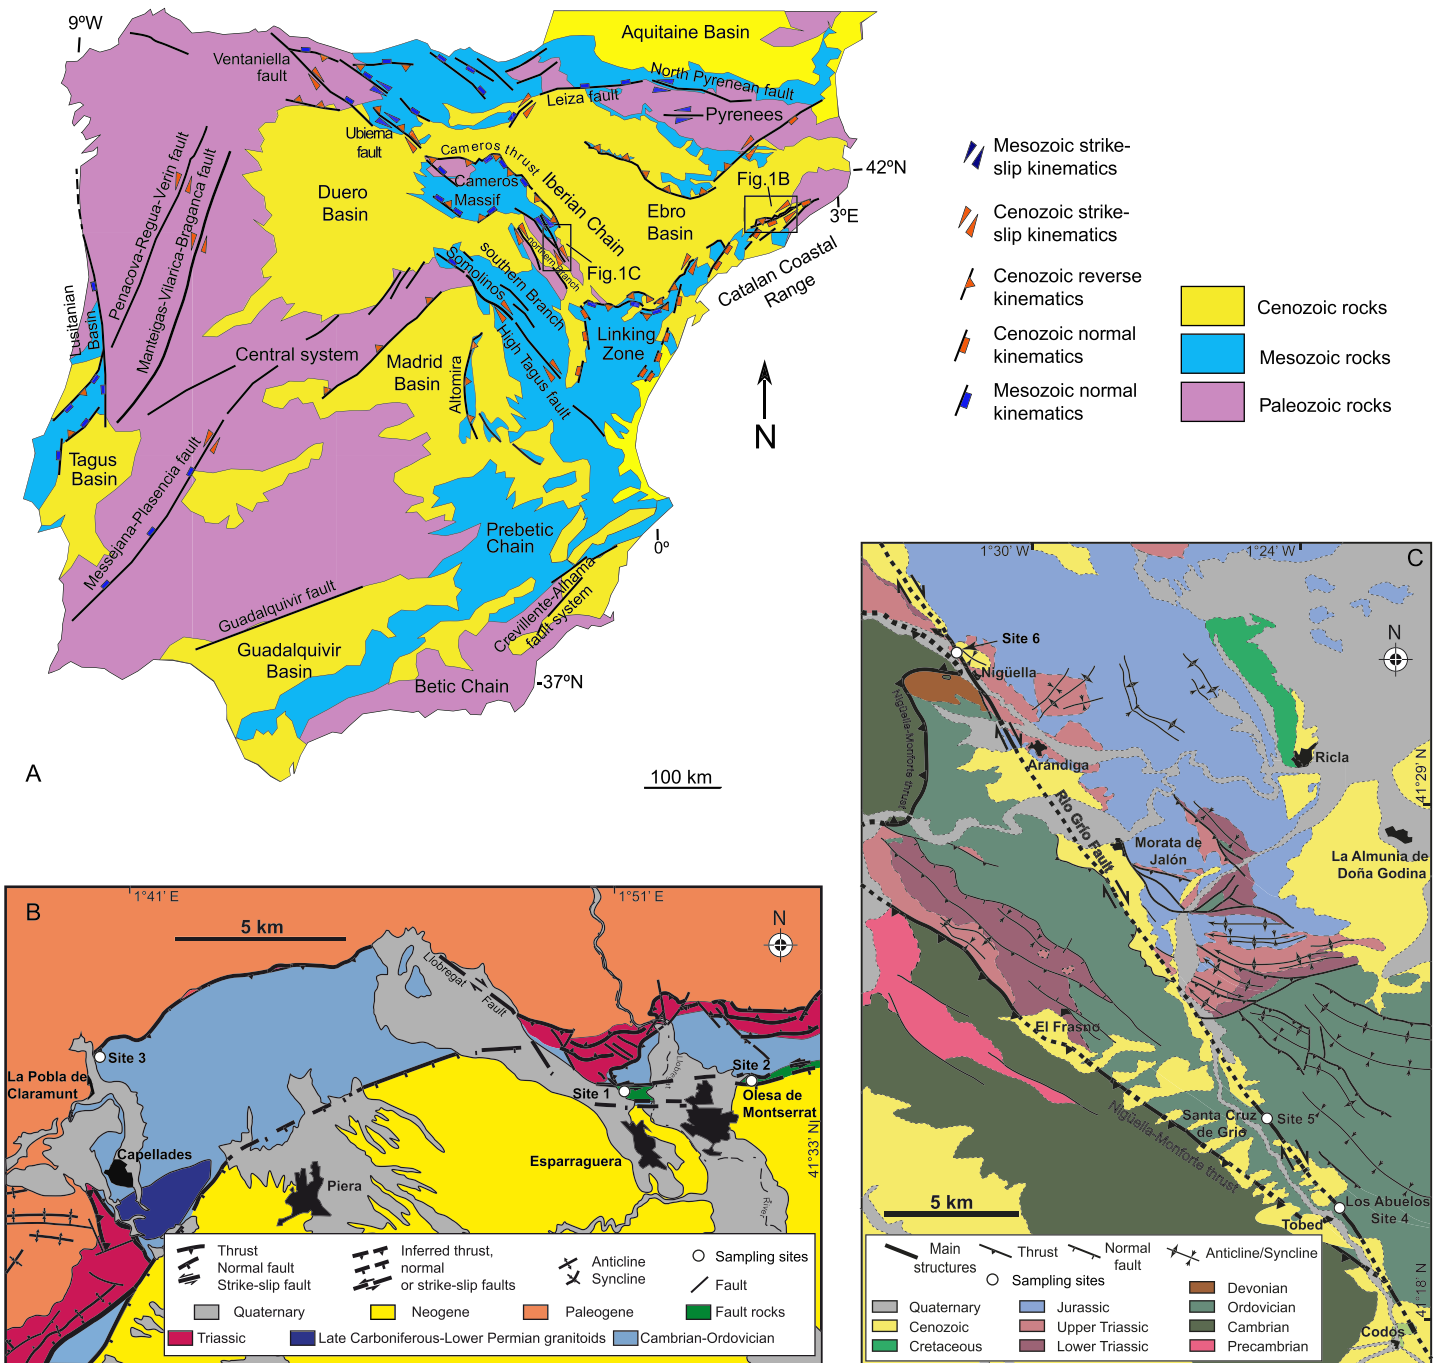 9ºW
Aquitaine Basin
Ventaniella
fault
North Pyrenean fault
Leiza fault
Pyrenees
Ubierna
fault
Cameros thrust
42ºN
Fig.1B
3ºE
Duero
Basin
Cameros
Massif
Iberian Chain
Ebro
Basin
Penacova-Regua-Verin fault
Manteigas-Vilarica-Braganca fault
northern Branch
Fig.1C
Catalan Coastal
Range
southern Branch
Somolinos
Lusitanian
Basin
Central system
Madrid
Basin
Altomira
High Tagus fault
Linking
Zone
N
Tagus
Basin
Messejana-Plasencia fault
Prebetic
Chain
0º
Guadalquivir fault
Crevillente-Alhama
fault system
Guadalquivir
Basin
Betic Chain
37ºN
A
100 km
Mesozoic strike-
slip kinematics
Cenozoic strike-
slip kinematics
Cenozoic reverse
kinematics
Cenozoic normal
kinematics
Mesozoic normal
kinematics
Cenozoic rocks
Mesozoic rocks
Paleozoic rocks
B
1°41' E
1°51' E
5 km
N
Llobregat
Fault
Site 3
La Pobla de
Claramunt
Llobregat
Site 2
Site 1
Olesa de
Montserrat
41°33' N
Capellades
Esparraguera
Piera
River
Thrust
Normal fault
Strike-slip fault
Inferred thrust,
normal
or strike-slip faults
Anticline
Syncline
Sampling sites
Fault
Quaternary
Neogene
Paleogene
Fault rocks
Triassic
Late Carboniferous-Lower Permian granitoids
Cambrian-Ordovician
1°30' W
1°24' W
C
N
Site 6
Nigüella
Nigüella-Monforte thrust
Arándiga
Ricla
41°29' N
Río Grío Fault
Morata de
Jalón
La Almunia de
Doña Godina
El Frasno
Santa Cruz
de Grio
Site 5
Nigüella-Monforte thrust
5 km
Los Abuelos
Site 4
Tobed
41°18' N
Codos
Main
structures
Thrust
Normal
fault
Anticline/Syncline
Sampling sites
Devonian
Quaternary
Jurassic
Ordovician
Cenozoic
Upper Triassic
Cambrian
Cretaceous
Lower Triassic
Precambrian